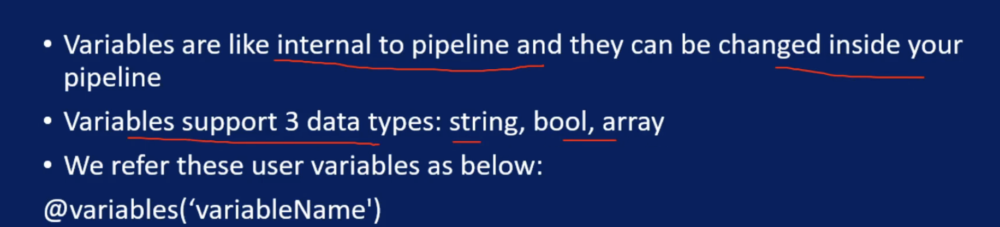 • Variables are like internal to pipeline and they can be changed inside your
pipeline
• Variables support 3 data types: string, bool, array
• We refer these user variables as below:
@variables(‘variableName')